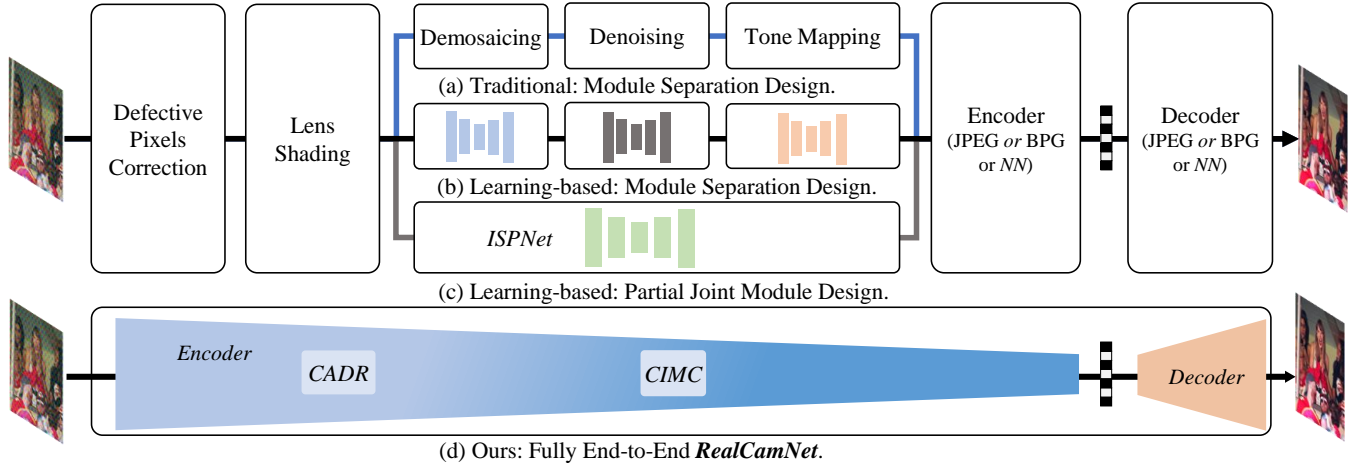 Defective
Pixels
Correction
Lens
Shading
Demosaicing
Denoising
Tone Mapping
(a) Traditional: Module Separation Design.
(b) Learning-based: Module Separation Design.
ISPNet
(c) Learning-based: Partial Joint Module Design.
Encoder
(JPEG or BPG
or NN)
Decoder
(JPEG or BPG
or NN)
Encoder
CADR
CIMC
Decoder
(d) Ours: Fully End-to-End RealCamNet.